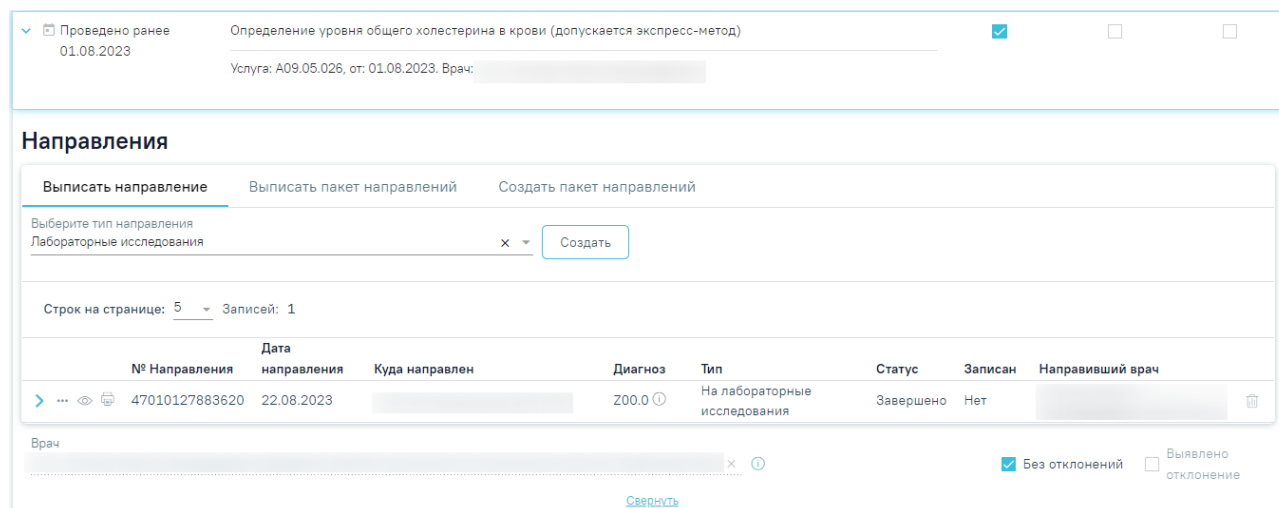 Проведено ранее
01.08.2023
Определение уровня общего холестерина в крови (допускается экспресс-метод)
Услуга: A09.05.026, от: 01.08.2023. Врач:
Направления
Выписать направление Выписать пакет направлений Создать пакет направлений
Выберите тип направления
Лабораторные исследования
Создать
Строк на странице: 5 Записей: 1
№ Направления Дата направления Куда направлен Диагноз Тип Статус Записан Направивший врач
47010127883620 22.08.2023 Z00.0 На лабораторные исследования Завершено Нет
Врач
Без отклонений
Выявлено
отклонение
Свернуть